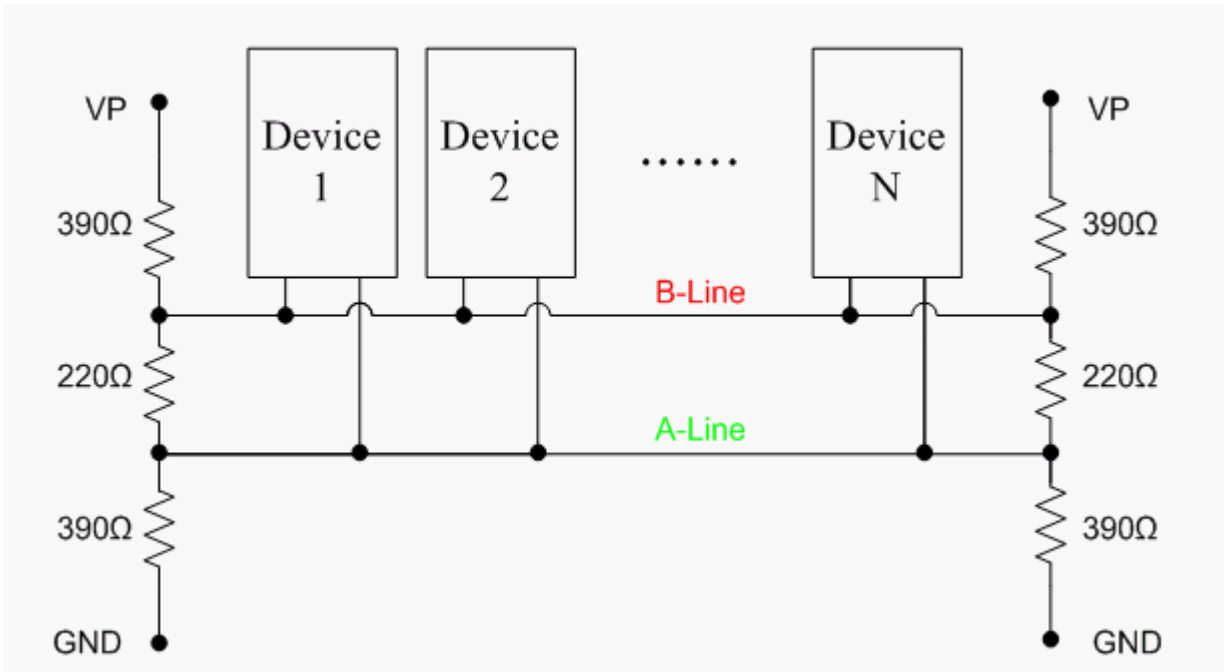 VP
Device
1
Device
2
......
Device
N
VP
390Ω
390Ω
B-Line
220Ω
220Ω
A-Line
390Ω
390Ω
GND
GND